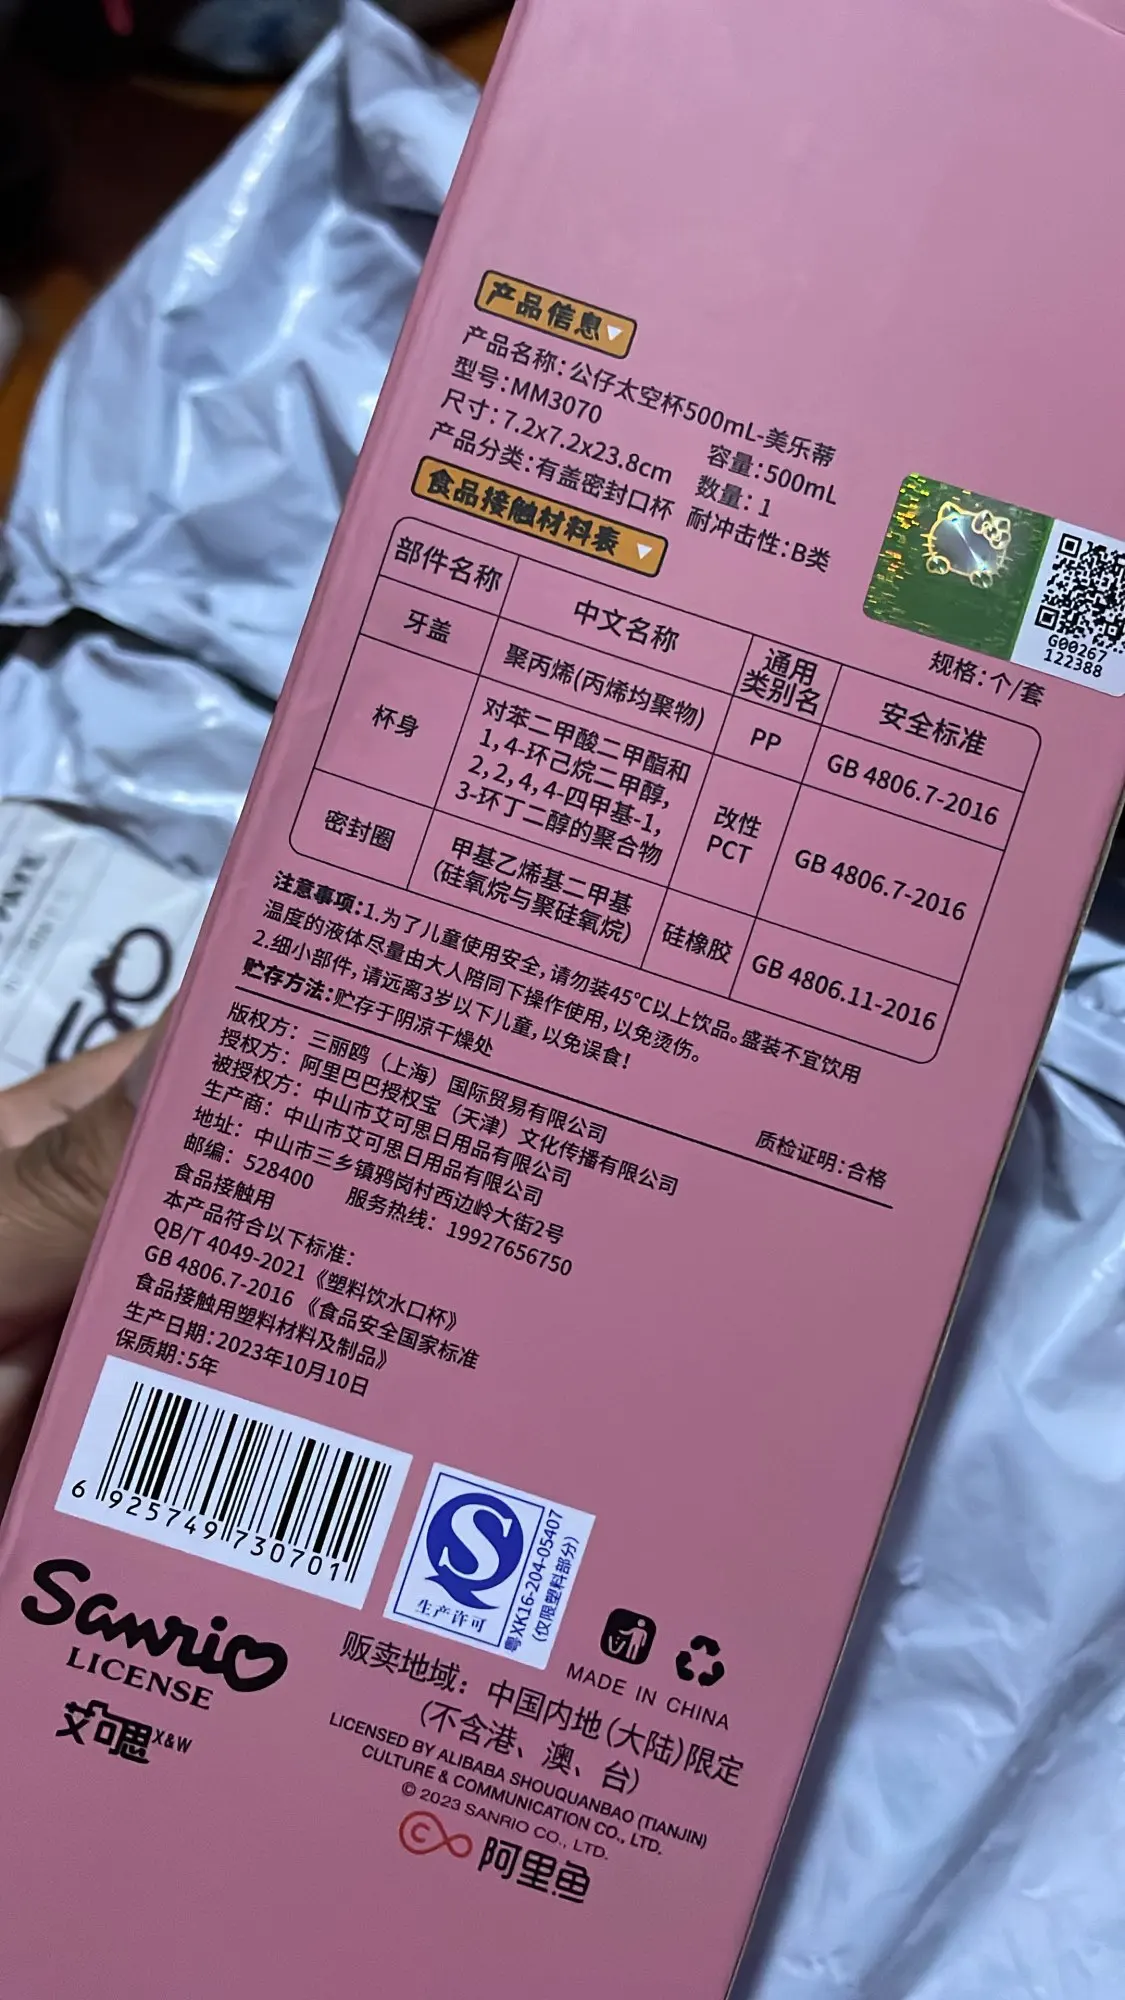 产品信息
产品名称：公仔太空杯500mL-美乐蒂
型号：MM3070
容量：500mL
尺寸：7.2x7.2x23.8cm
数量：1
产品分类：有盖密封口杯
耐冲击性：B类
食品接触材料表
G00267
122388
规格：个/套
部件名称
中文名称
通用
类别名
安全标准
牙盖
聚丙烯(丙烯均聚物)
PP
GB 4806.7-2016
杯身
对苯二甲酸二甲酯和
1,4-环己烷二甲醇，
2,2,4,4-四甲基-1,
3-环丁二醇的聚合物
改性
PCT
GB 4806.7-2016
密封圈
甲基乙烯基二甲基
(硅氧烷与聚硅氧烷)
硅橡胶
GB 4806.11-2016
注意事项：1.为了儿童使用安全，请勿装45℃以上饮品。盛装不宜饮用
温度的液体尽量由大人陪同下操作使用，以免烫伤。
2.细小部件，请远离3岁以下儿童，以免误食！
贮存方法：贮存于阴凉干燥处
质检证明：合格
版权方：三丽鸥（上海）国际贸易有限公司
授权方：阿里巴巴授权宝（天津）文化传播有限公司
被授权方：中山市艾可思日用品有限公司
生产商：中山市艾可思日用品有限公司
地址：中山市三乡镇鸦岗村西边岭大街2号
邮编：528400 服务热线：19927656750
食品接触用
本产品符合以下标准：
QB/T 4049-2021《塑料饮水口杯》
GB 4806.7-2016《食品安全国家标准
食品接触用塑料材料及制品》
生产日期：2023年10月10日
保质期：5年
6 925749 730701
生产许可
粤XK16-204-05407
(仅限塑料部分)
Sanrio
LICENSE
艾可思X&W
MADE IN CHINA
贩卖地域：中国内地(大陆)限定
(不含港、澳、台)
LICENSED BY ALIBABA SHOUQUANBAO (TIANJIN)
CULTURE & COMMUNICATION CO., LTD.
© 2023 SANRIO CO., LTD.
阿里鱼